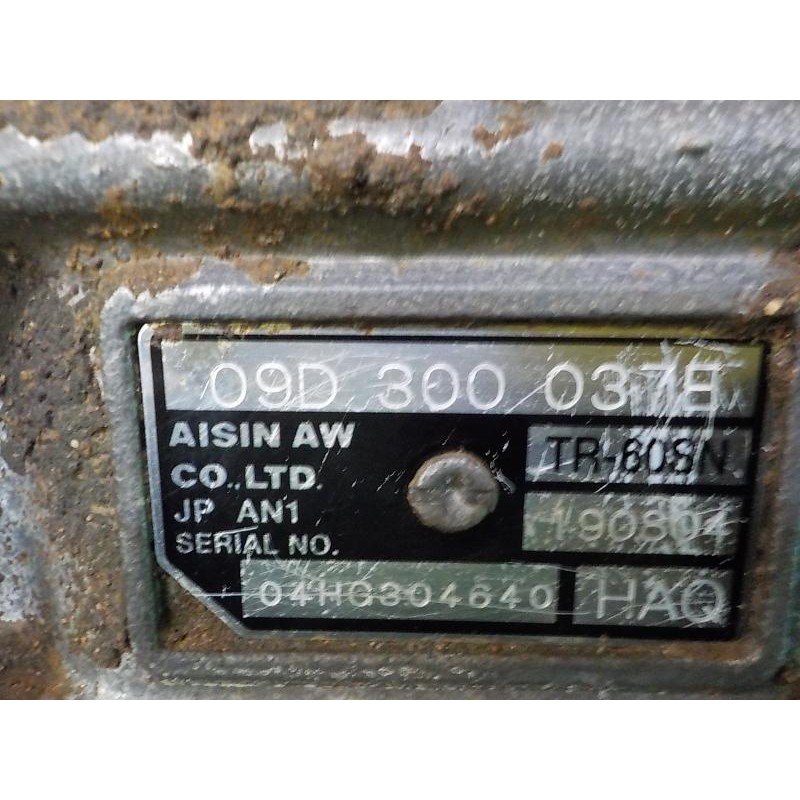 09D 300 037E
AISIN AW
CO.,LTD.
JP AN1
SERIAL NO.
TR-60SN
190804
04HG304640
HAQ